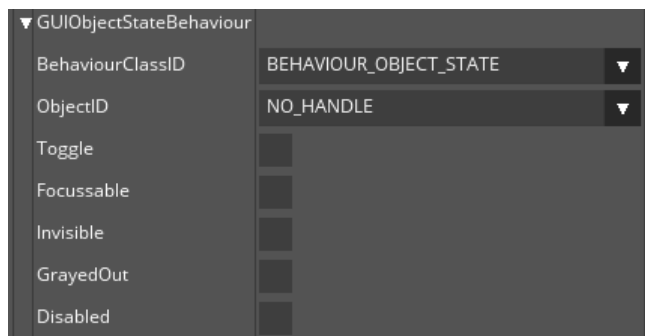 GUIObjectStateBehaviour
BehaviourClassID BEHAVIOUR_OBJECT_STATE
ObjectID NO_HANDLE
Toggle
Focussable
Invisible
GrayedOut
Disabled